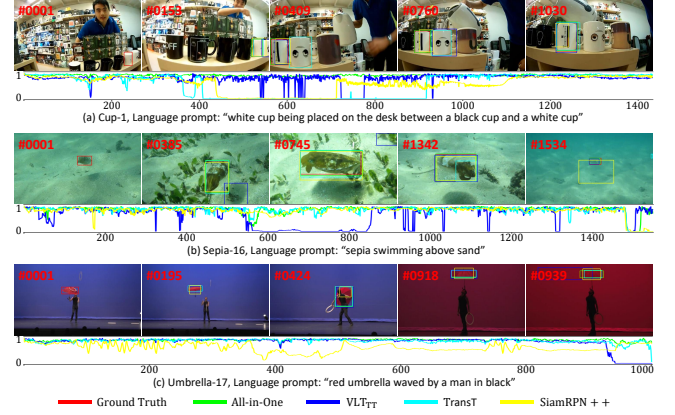 #0001 #0153 #0409 #0760 #1030
1
0
200 400 600 800 1000 1200 1400
(a) Cup-1, Language prompt: “white cup being placed on the desk between a black cup and a white cup”
#0001 #0385 #0745 #1342 #1534
1
0
200 400 600 800 1000 1200 1400
(b) Sepia-16, Language prompt: “sepia swimming above sand”
#0001 #0195 #0428 #0918 #0939
1
0
200 400 600 800 1000
(c) Umbrella-17, Language prompt: “red umbrella waved by a man in black”
Ground Truth All-in-One VLTTT TransT SiamRPN ++